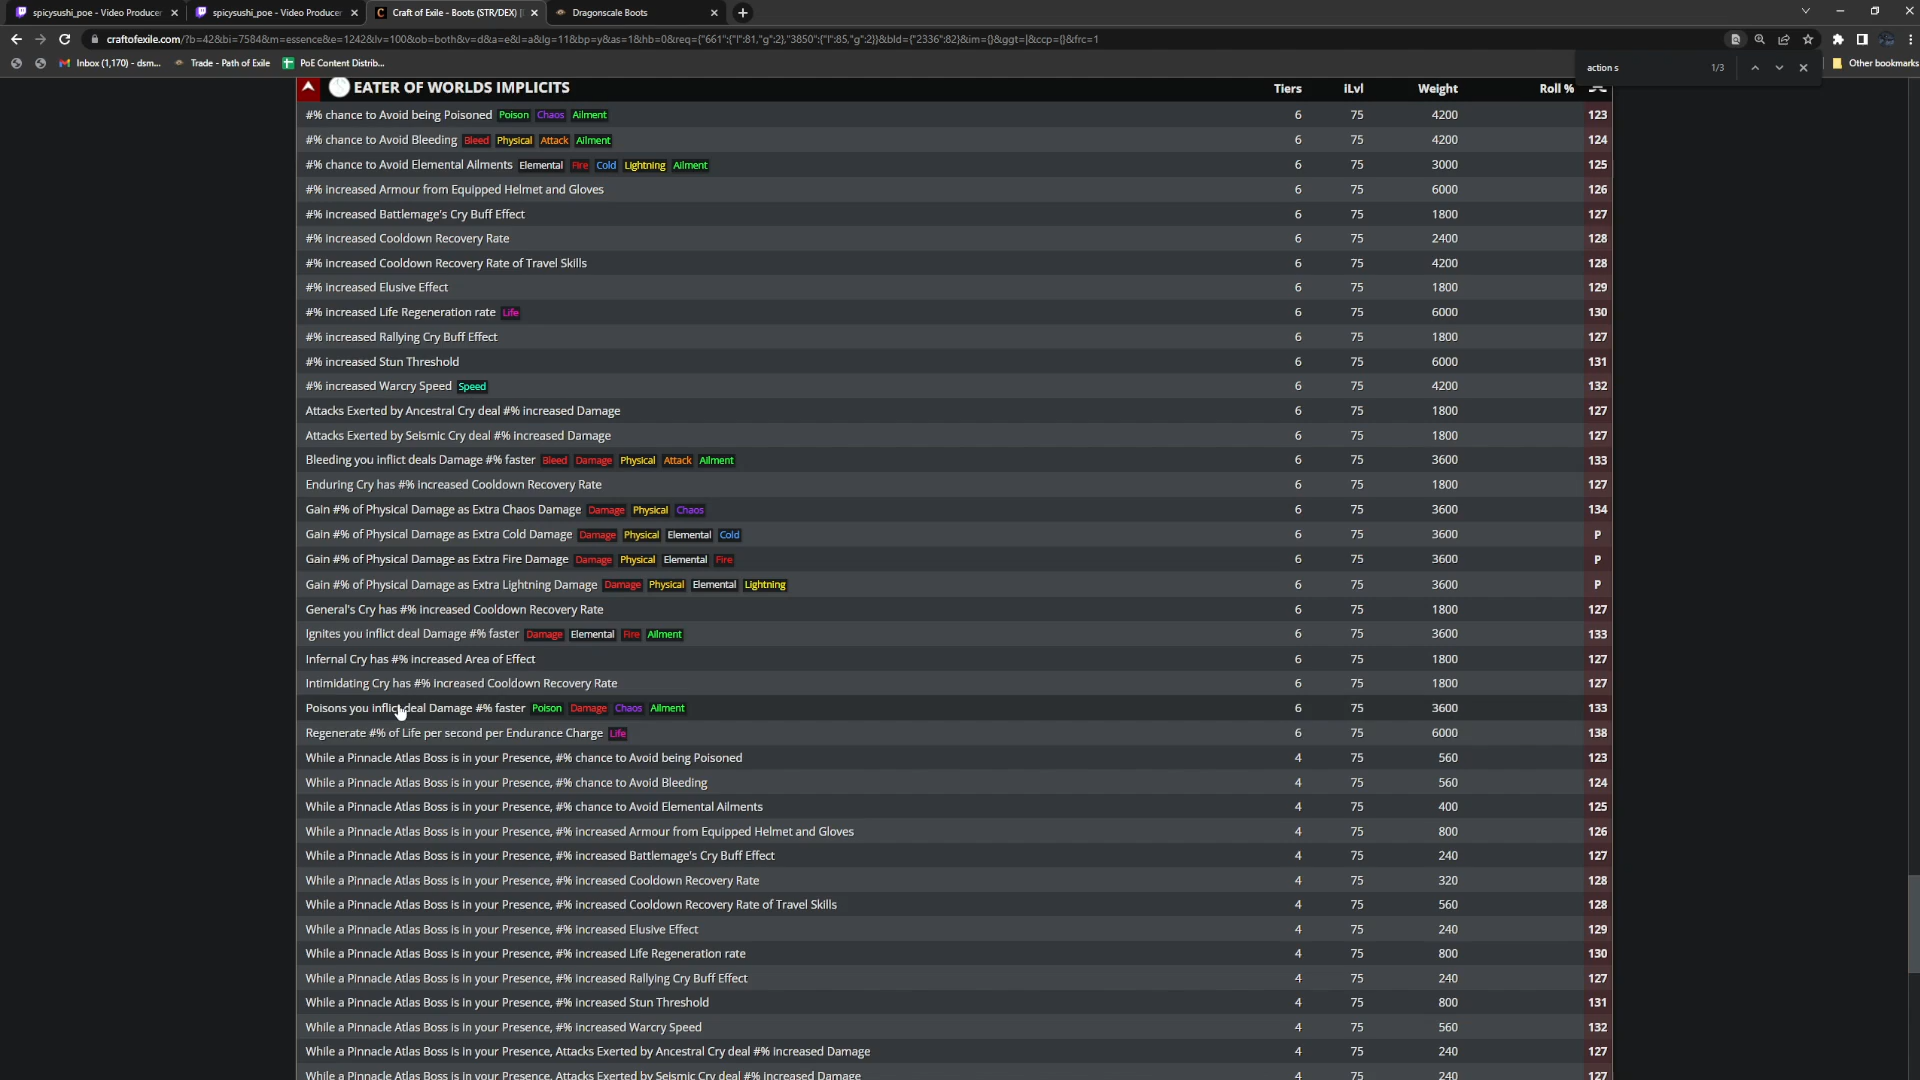 spicysushi_poe - Video Producer
spicysushi_poe - Video Producer
Craft of Exile - Boots (STR/DEX) |
Dragonscale Boots
craftofexile.com/?b=42&bi=7584&m=essence&e=1242&lv=100&ob=both&v=d&a=e&l=a&lg=11&bp=y&as=1&hb=0&req={"661":{"l":81,"g":2},"3850":{"l":85,"g":2}}&bld={"2336":82}&im={}&ggt=|&ccp={}&frc=1
Inbox (1,170) - dsm...
Trade - Path of Exile
PoE Content Distrib...
action s 1/3
Other bookmarks
EATER OF WORLDS IMPLICITS Tiers iLvl Weight Roll %
#% chance to Avoid being Poisoned Poison Chaos Ailment 6 75 4200 123
#% chance to Avoid Bleeding Bleed Physical Attack Ailment 6 75 4200 124
#% chance to Avoid Elemental Ailments Elemental Fire Cold Lightning Ailment 6 75 3000 125
#% increased Armour from Equipped Helmet and Gloves 6 75 6000 126
#% increased Battlemage's Cry Buff Effect 6 75 1800 127
#% increased Cooldown Recovery Rate 6 75 2400 128
#% increased Cooldown Recovery Rate of Travel Skills 6 75 4200 128
#% increased Elusive Effect 6 75 1800 129
#% increased Life Regeneration rate Life 6 75 6000 130
#% increased Rallying Cry Buff Effect 6 75 1800 127
#% increased Stun Threshold 6 75 6000 131
#% increased Warcry Speed Speed 6 75 4200 132
Attacks Exerted by Ancestral Cry deal #% increased Damage 6 75 1800 127
Attacks Exerted by Seismic Cry deal #% increased Damage 6 75 1800 127
Bleeding you inflict deals Damage #% faster Bleed Damage Physical Attack Ailment 6 75 3600 133
Enduring Cry has #% increased Cooldown Recovery Rate 6 75 1800 127
Gain #% of Physical Damage as Extra Chaos Damage Damage Physical Chaos 6 75 3600 134
Gain #% of Physical Damage as Extra Cold Damage Damage Physical Elemental Cold 6 75 3600 P
Gain #% of Physical Damage as Extra Fire Damage Damage Physical Elemental Fire 6 75 3600 P
Gain #% of Physical Damage as Extra Lightning Damage Damage Physical Elemental Lightning 6 75 3600 P
General's Cry has #% increased Cooldown Recovery Rate 6 75 1800 127
Ignites you inflict deal Damage #% faster Damage Elemental Fire Ailment 6 75 3600 133
Infernal Cry has #% increased Area of Effect 6 75 1800 127
Intimidating Cry has #% increased Cooldown Recovery Rate 6 75 1800 127
Poisons you inflict deal Damage #% faster Poison Damage Chaos Ailment 6 75 3600 133
Regenerate #% of Life per second per Endurance Charge Life 6 75 6000 138
While a Pinnacle Atlas Boss is in your Presence, #% chance to Avoid being Poisoned 4 75 560 123
While a Pinnacle Atlas Boss is in your Presence, #% chance to Avoid Bleeding 4 75 560 124
While a Pinnacle Atlas Boss is in your Presence, #% chance to Avoid Elemental Ailments 4 75 400 125
While a Pinnacle Atlas Boss is in your Presence, #% increased Armour from Equipped Helmet and Gloves 4 75 800 126
While a Pinnacle Atlas Boss is in your Presence, #% increased Battlemage's Cry Buff Effect 4 75 240 127
While a Pinnacle Atlas Boss is in your Presence, #% increased Cooldown Recovery Rate 4 75 320 128
While a Pinnacle Atlas Boss is in your Presence, #% increased Cooldown Recovery Rate of Travel Skills 4 75 560 128
While a Pinnacle Atlas Boss is in your Presence, #% increased Elusive Effect 4 75 240 129
While a Pinnacle Atlas Boss is in your Presence, #% increased Life Regeneration rate 4 75 800 130
While a Pinnacle Atlas Boss is in your Presence, #% increased Rallying Cry Buff Effect 4 75 240 127
While a Pinnacle Atlas Boss is in your Presence, #% increased Stun Threshold 4 75 800 131
While a Pinnacle Atlas Boss is in your Presence, #% increased Warcry Speed 4 75 560 132
While a Pinnacle Atlas Boss is in your Presence, Attacks Exerted by Ancestral Cry deal #% increased Damage 4 75 240 127
While a Pinnacle Atlas Boss is in your Presence, Attacks Exerted by Seismic Cry deal #% increased Damage 4 75 240 127